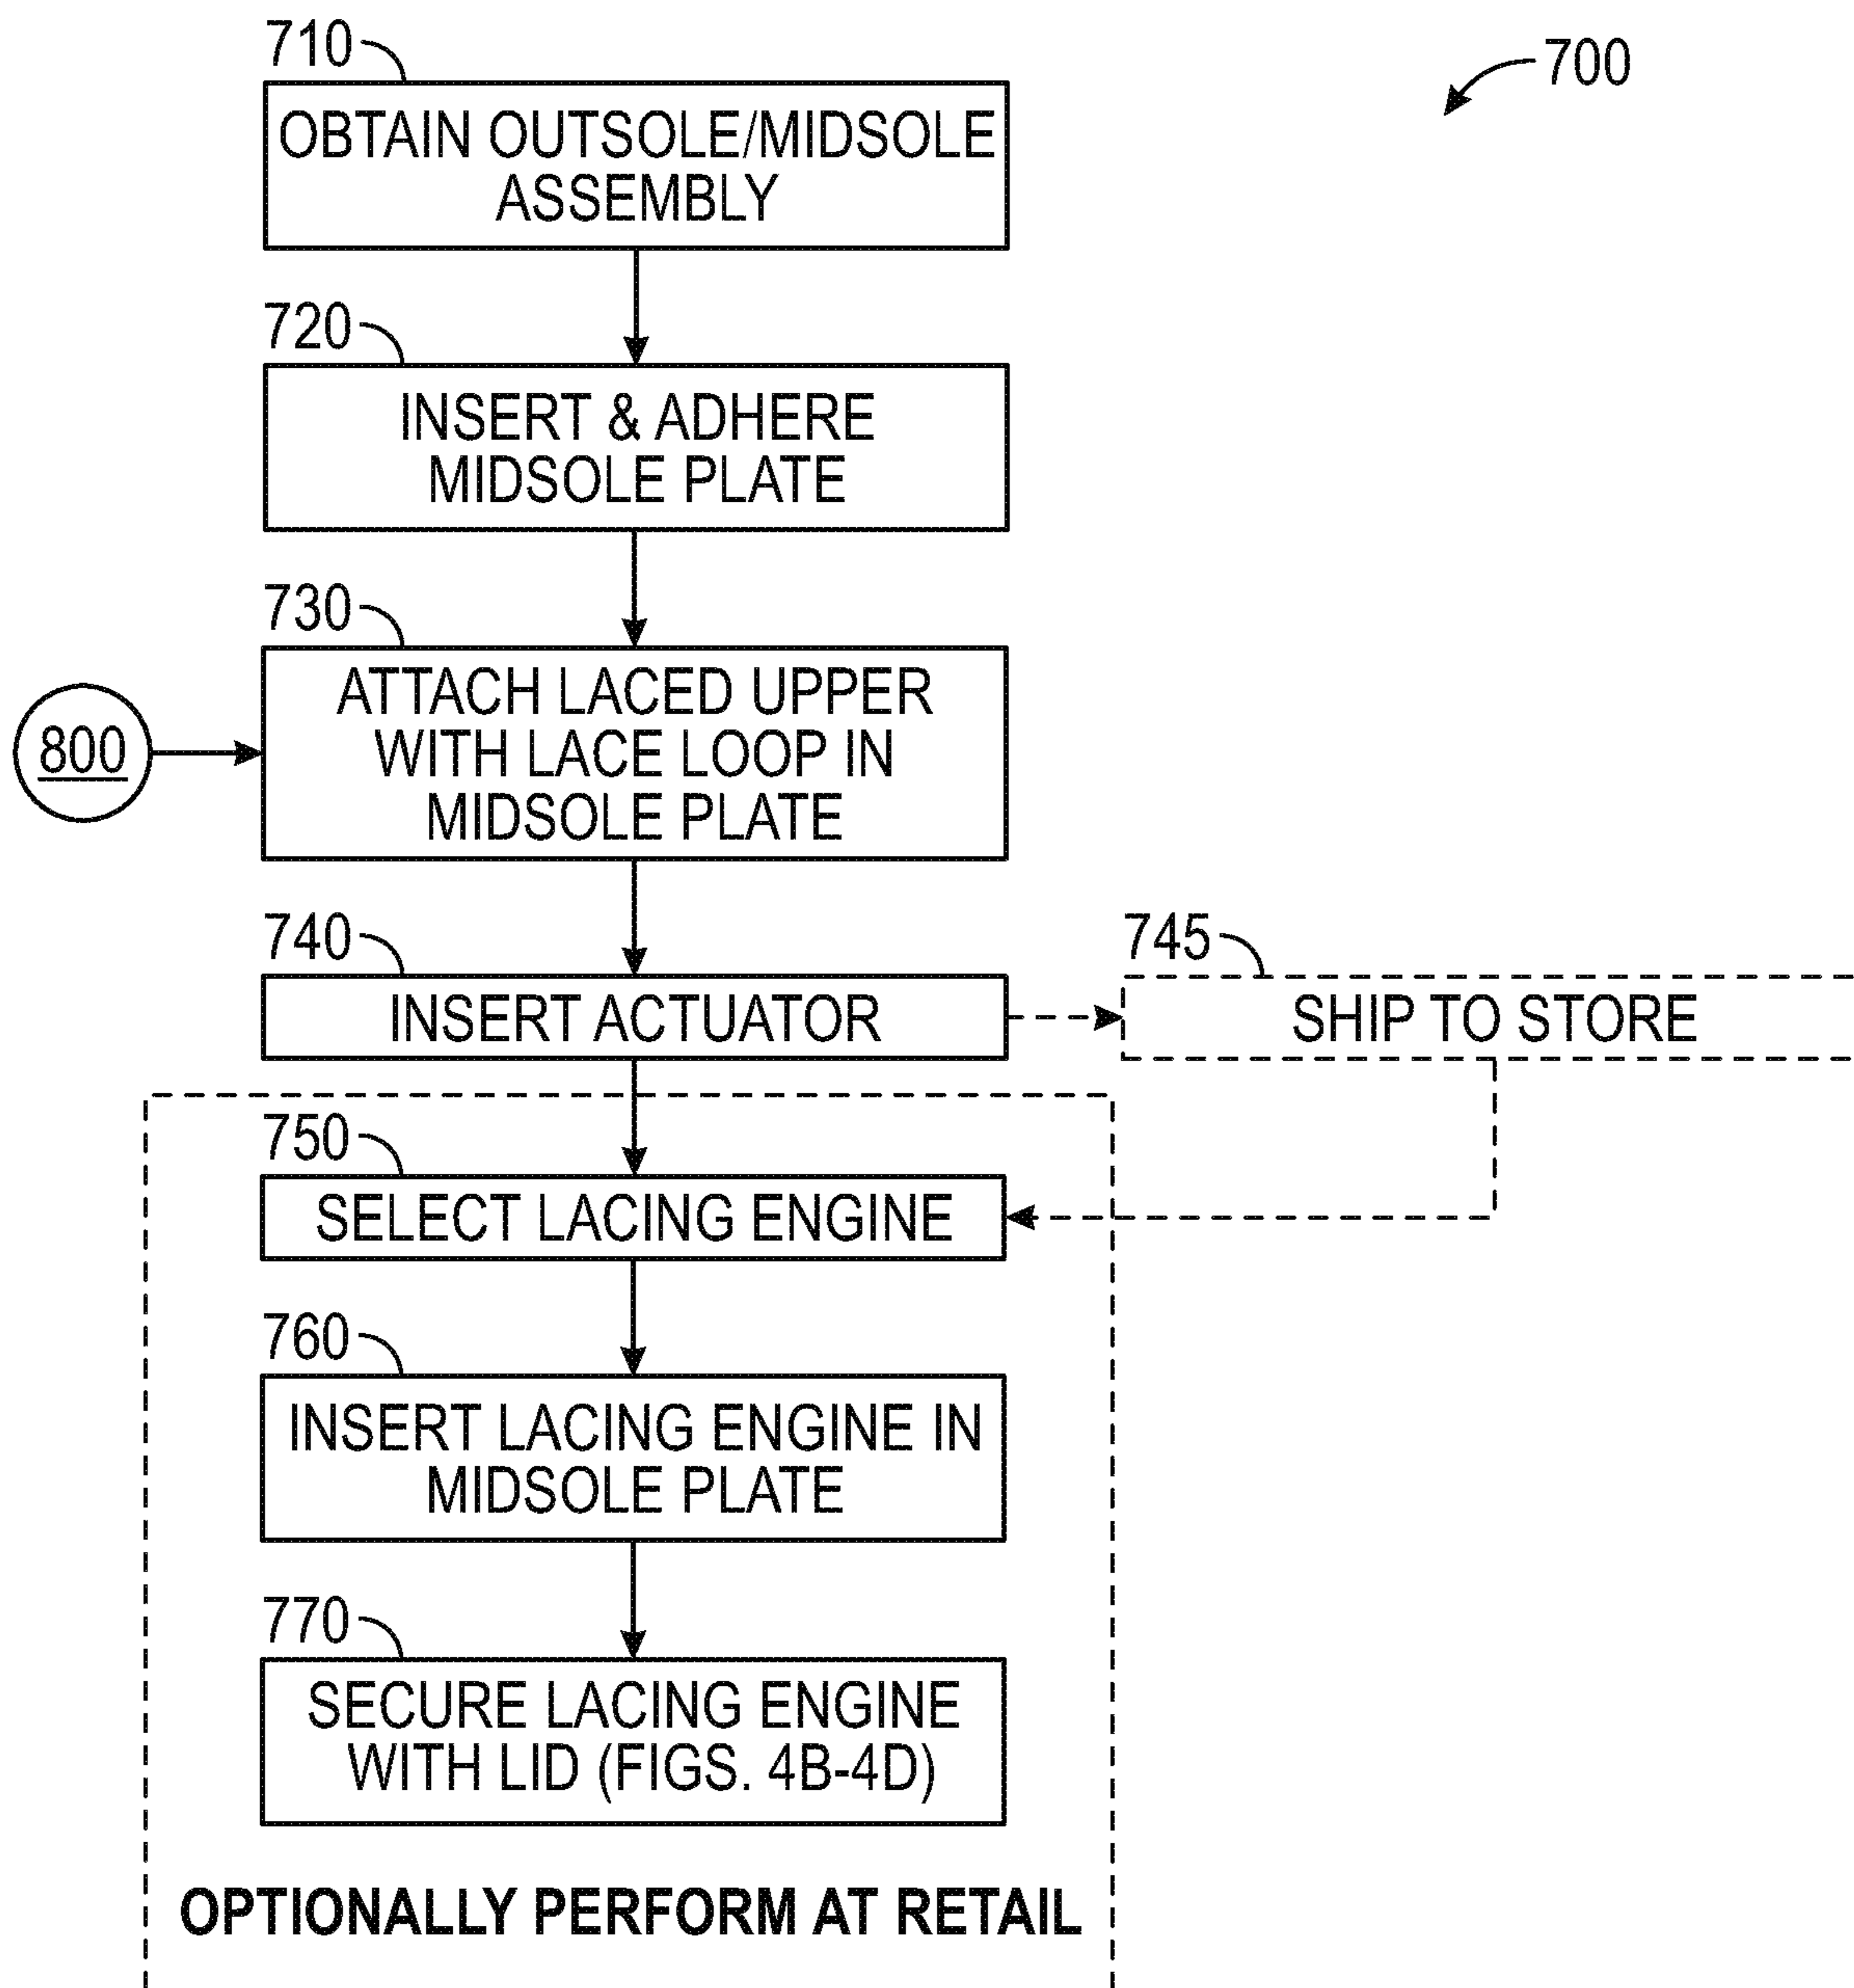 710
700
OBTAIN OUTSOLE/MIDSOLE
ASSEMBLY
720
INSERT & ADHERE
MIDSOLE PLATE
730
ATTACH LACED UPPER
WITH LACE LOOP IN
MIDSOLE PLATE
800
740
INSERT ACTUATOR
745
SHIP TO STORE
750
SELECT LACING ENGINE
760
INSERT LACING ENGINE IN
MIDSOLE PLATE
770
SECURE LACING ENGINE
WITH LID (FIGS. 4B-4D)
OPTIONALLY PERFORM AT RETAIL